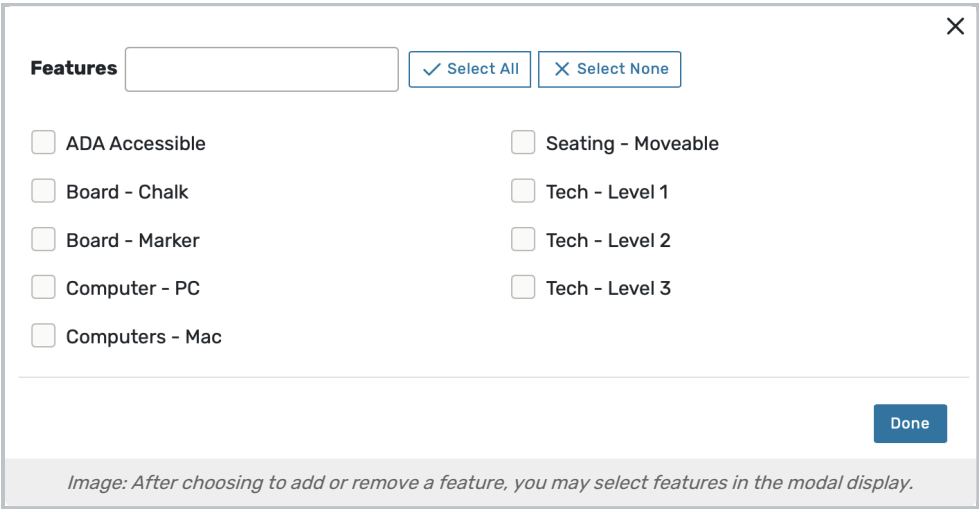 Features
Select All
Select None
ADA Accessible
Board - Chalk
Board - Marker
Computer - PC
Computers - Mac
Seating - Moveable
Tech - Level 1
Tech - Level 2
Tech - Level 3
Done
Image: After choosing to add or remove a feature, you may select features in the modal display.